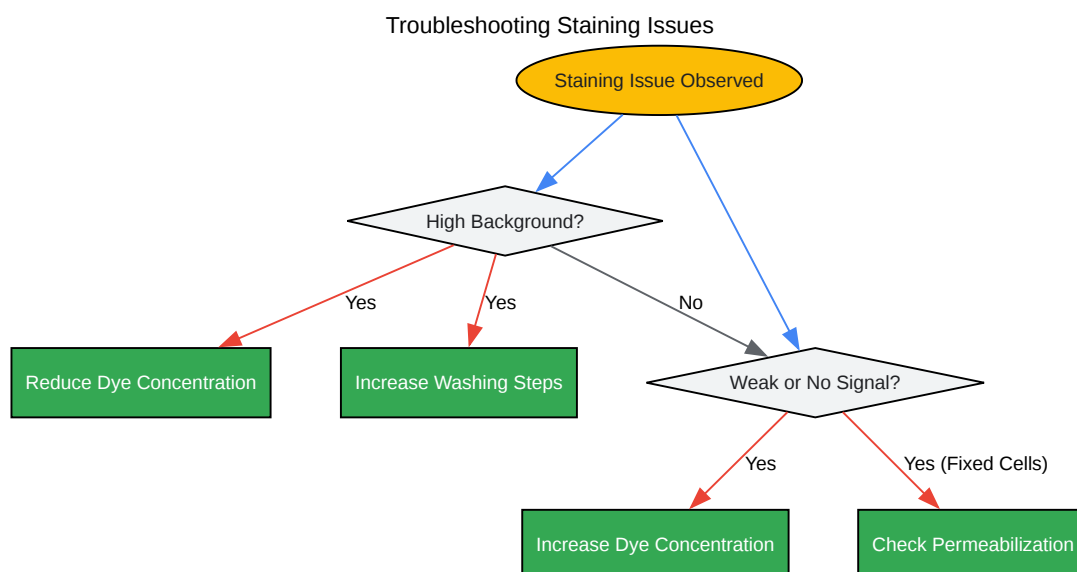 Troubleshooting Staining Issues
Staining Issue Observed
High Background?
Yes
Yes
No
Reduce Dye Concentration
Increase Washing Steps
Weak or No Signal?
Yes
Yes (Fixed Cells)
Increase Dye Concentration
Check Permeabilization